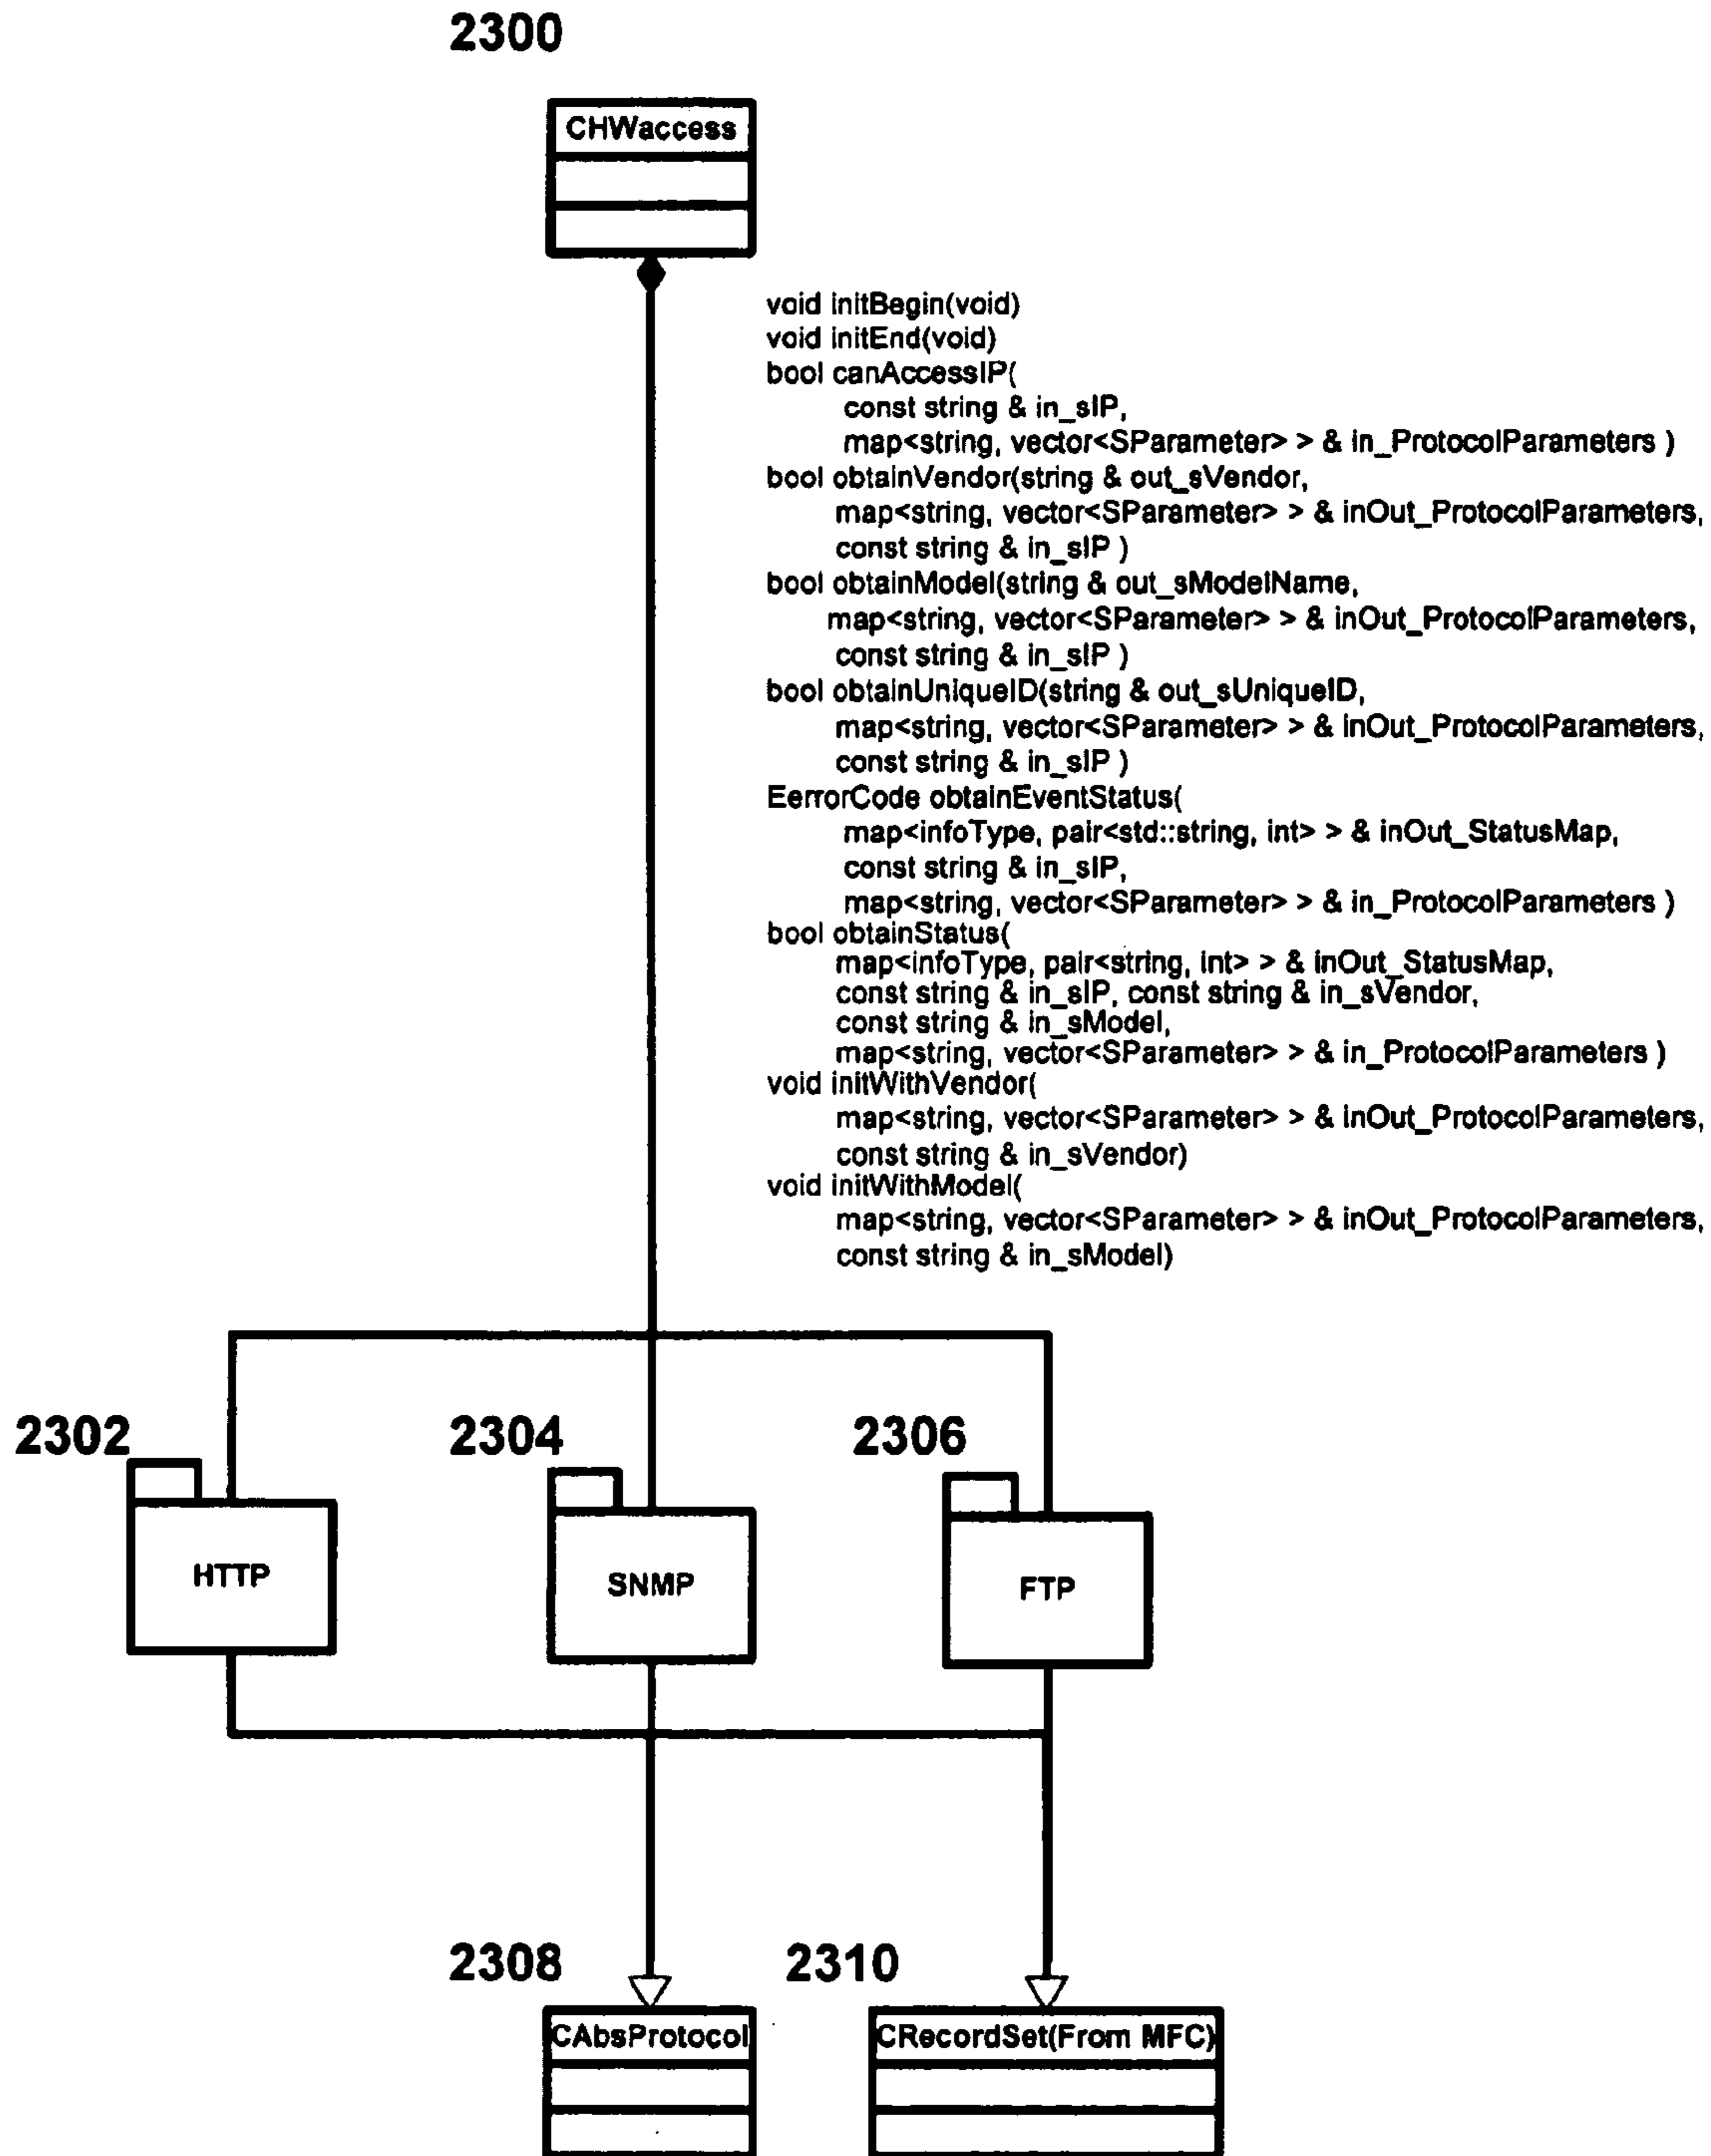 2300
CHWaccess
void initBegin(void)
void initEnd(void)
bool canAccessIP(
const string & in_sIP,
map<string, vector<SParameter> > & in_ProtocolParameters )
bool obtainVendor(string & out_sVendor,
map<string, vector<SParameter> > & inOut_ProtocolParameters,
const string & in_sIP )
bool obtainModel(string & out_sModelName,
map<string, vector<SParameter> > & inOut_ProtocolParameters,
const string & in_sIP )
bool obtainUniqueID(string & out_sUniqueID,
map<string, vector<SParameter> > & inOut_ProtocolParameters,
const string & in_sIP )
EerrorCode obtainEventStatus(
map<infoType, pair<std::string, int> > & inOut_StatusMap,
const string & in_sIP,
map<string, vector<SParameter> > & in_ProtocolParameters )
bool obtainStatus(
map<infoType, pair<string, int> > & inOut_StatusMap,
const string & in_sIP, const string & in_sVendor,
const string & in_sModel,
map<string, vector<SParameter> > & in_ProtocolParameters )
void initWithVendor(
map<string, vector<SParameter> > & inOut_ProtocolParameters,
const string & in_sVendor)
void initWithModel(
map<string, vector<SParameter> > & inOut_ProtocolParameters,
const string & in_sModel)
2302
2304
2306
HTTP
SNMP
FTP
2308
2310
CAbsProtocol
CRecordSet(From MFC)